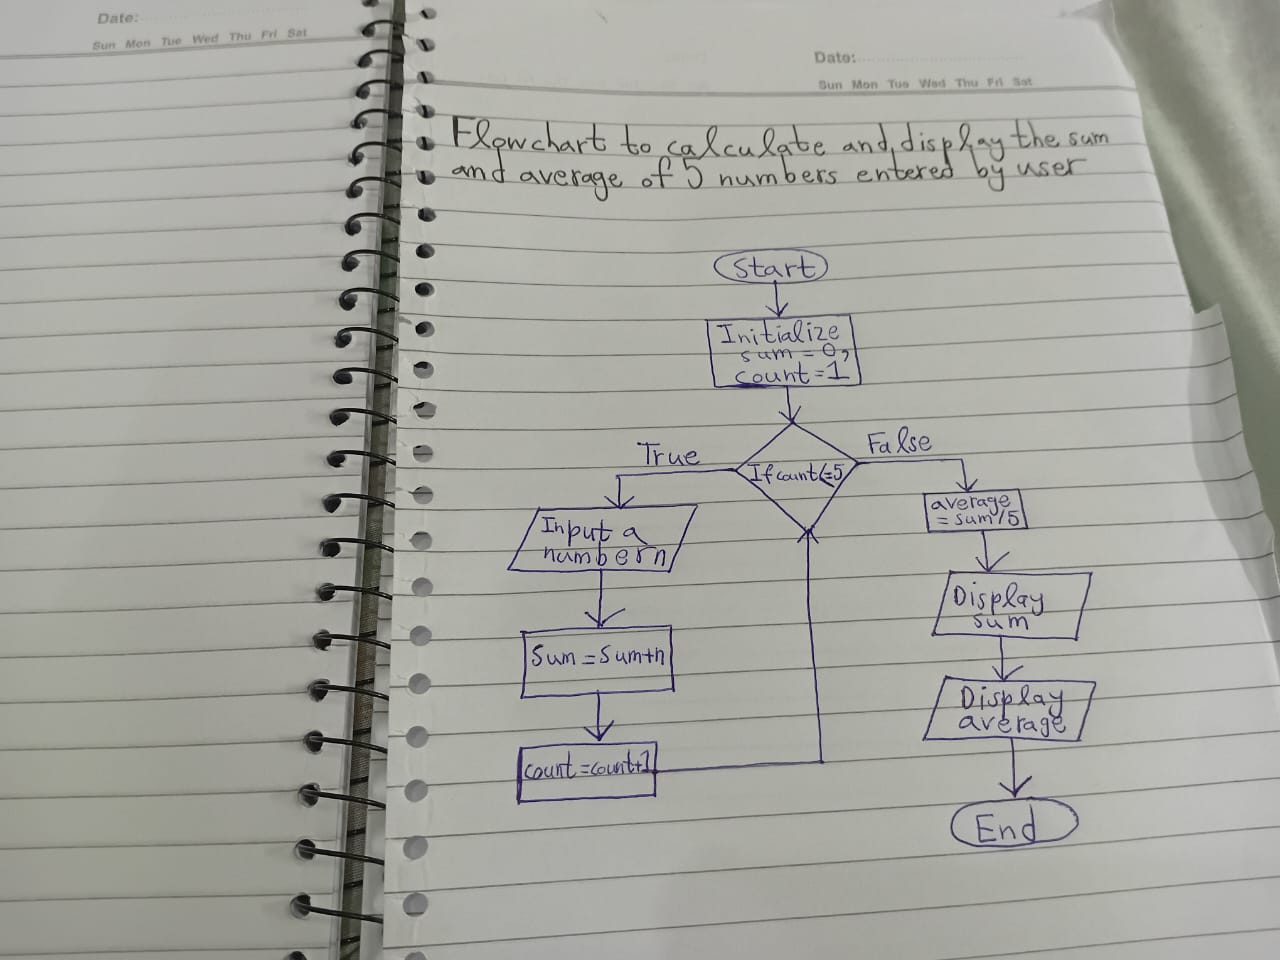 Date:
Sun Mon Tue Wed Thu Fri Sat
Date:
Sun Mon Tue Wed Thu Fri Sat
Flowchart to calculate and display the sum
and average of 5 numbers entered by user
Start
Initialize
sum = 0,
count=1
If count<=5
True
False
Input a
number n
Sum = Sum+n
count = count+1
average
= sum/5
Display
sum
Display
average
End